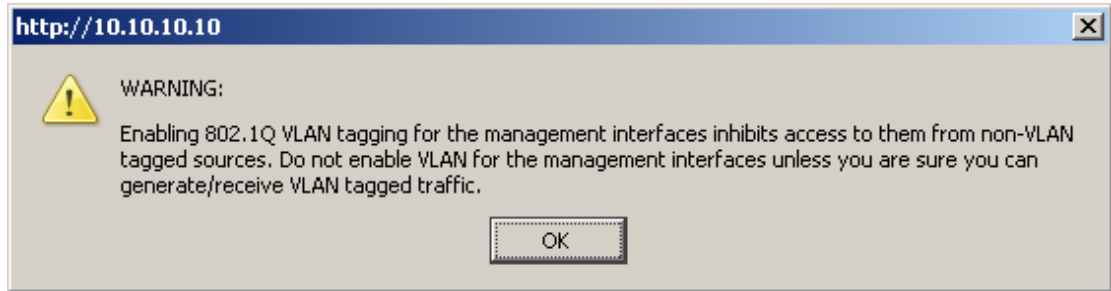 http://10.10.10.10
WARNING:
Enabling 802.1Q VLAN tagging for the management interfaces inhibits access to them from non-VLAN
tagged sources. Do not enable VLAN for the management interfaces unless you are sure you can
generate/receive VLAN tagged traffic.
OK